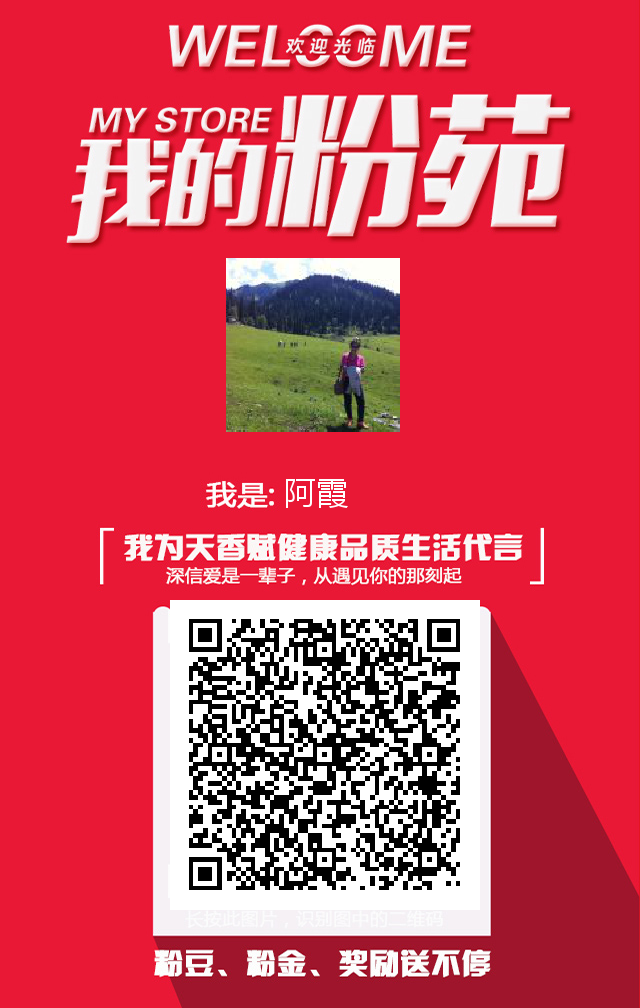 WELCOME
欢迎光临
MY STORE
我的粉苑
我是: 阿霞
我为天香赋健康品质生活代言
深信爱是一辈子，从遇见你的那刻起
长按此图片，识别图中的二维码
粉豆、粉金、奖励送不停